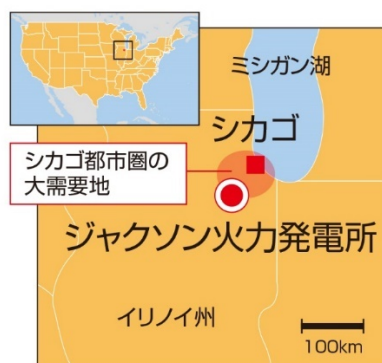 ミシガン湖
シカゴ
シカゴ都市圏の
大需要地
ジャクソン火力発電所
イリノイ州
100km